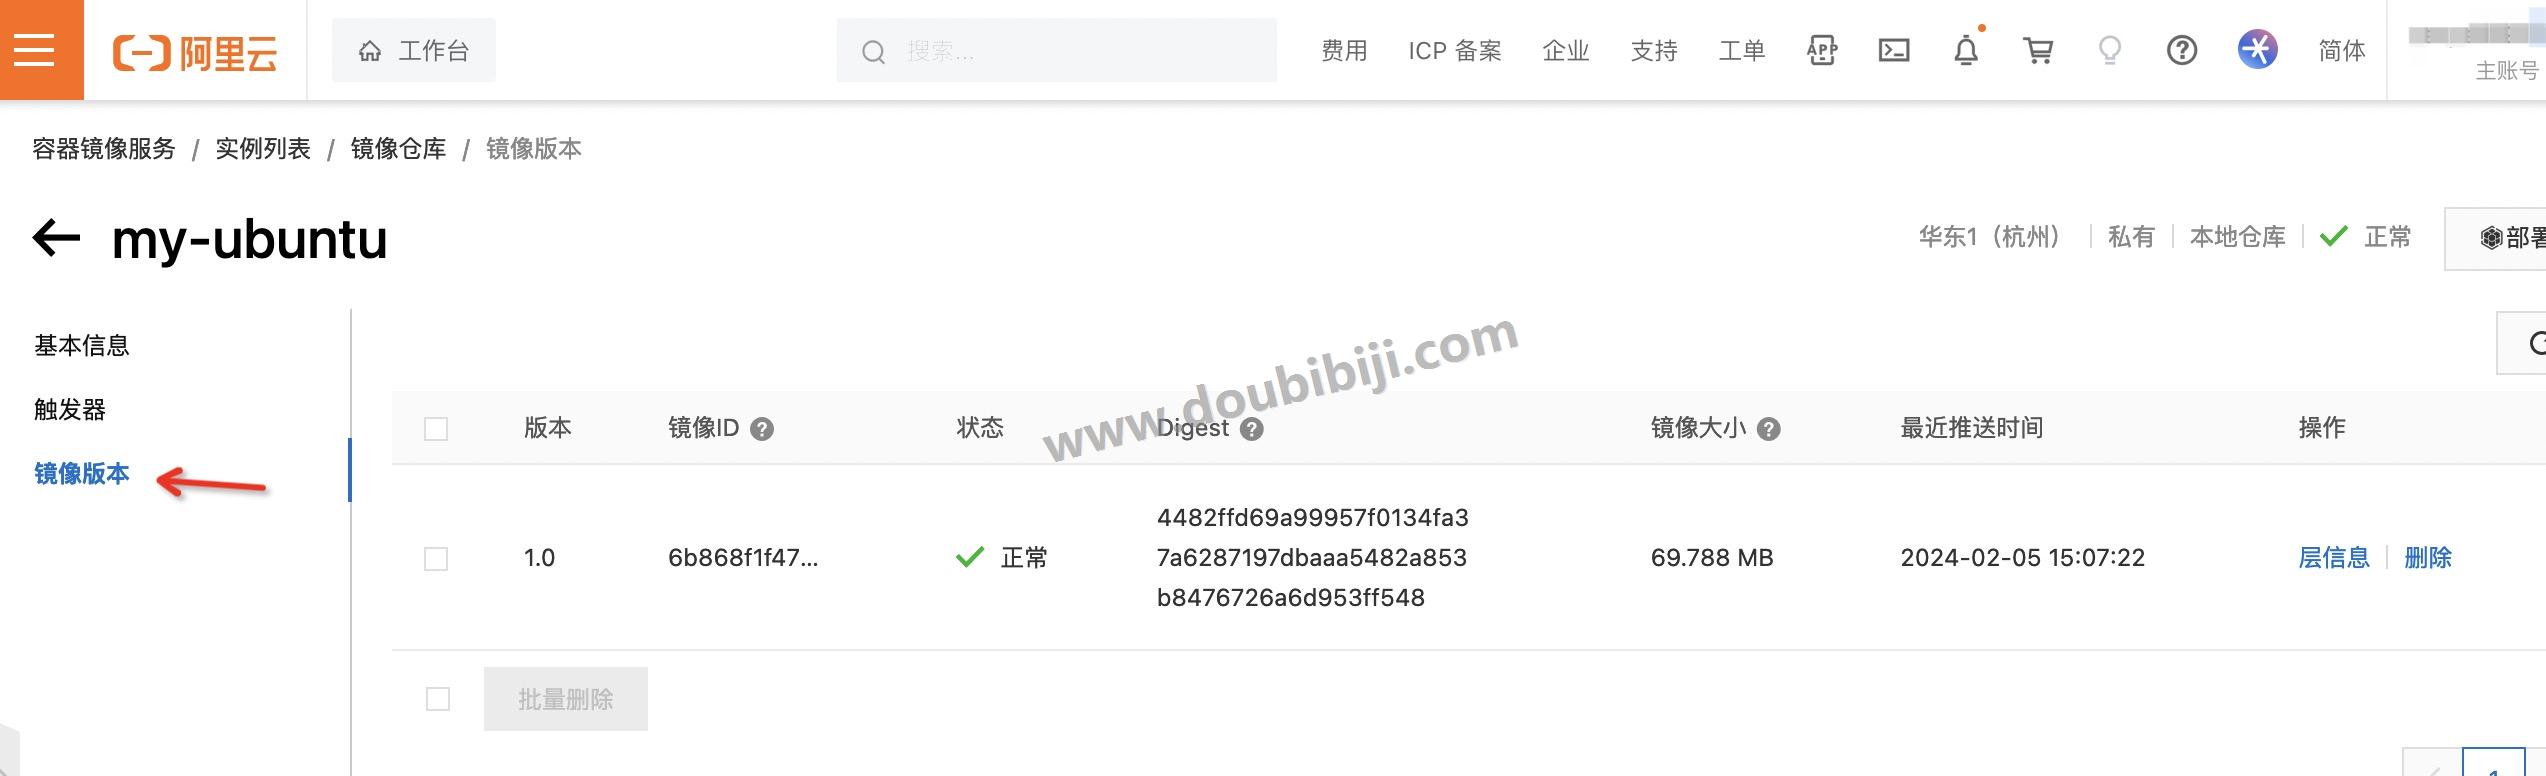 阿里云 工作台 搜索... 费用 ICP 备案 企业 支持 工单 APP 简体
主账号
容器镜像服务 / 实例列表 / 镜像仓库 / 镜像版本
my-ubuntu 华东1（杭州） 私有 本地仓库 正常 部署
基本信息
触发器
镜像版本
www.doubibiji.com
版本 镜像ID 状态 Digest 镜像大小 最近推送时间 操作
1.0 6b868f1f47... 正常 4482ffd69a99957f0134fa3 69.788 MB 2024-02-05 15:07:22 层信息 删除
7a6287197dbaaa5482a853
b8476726a6d953ff548
批量删除
1